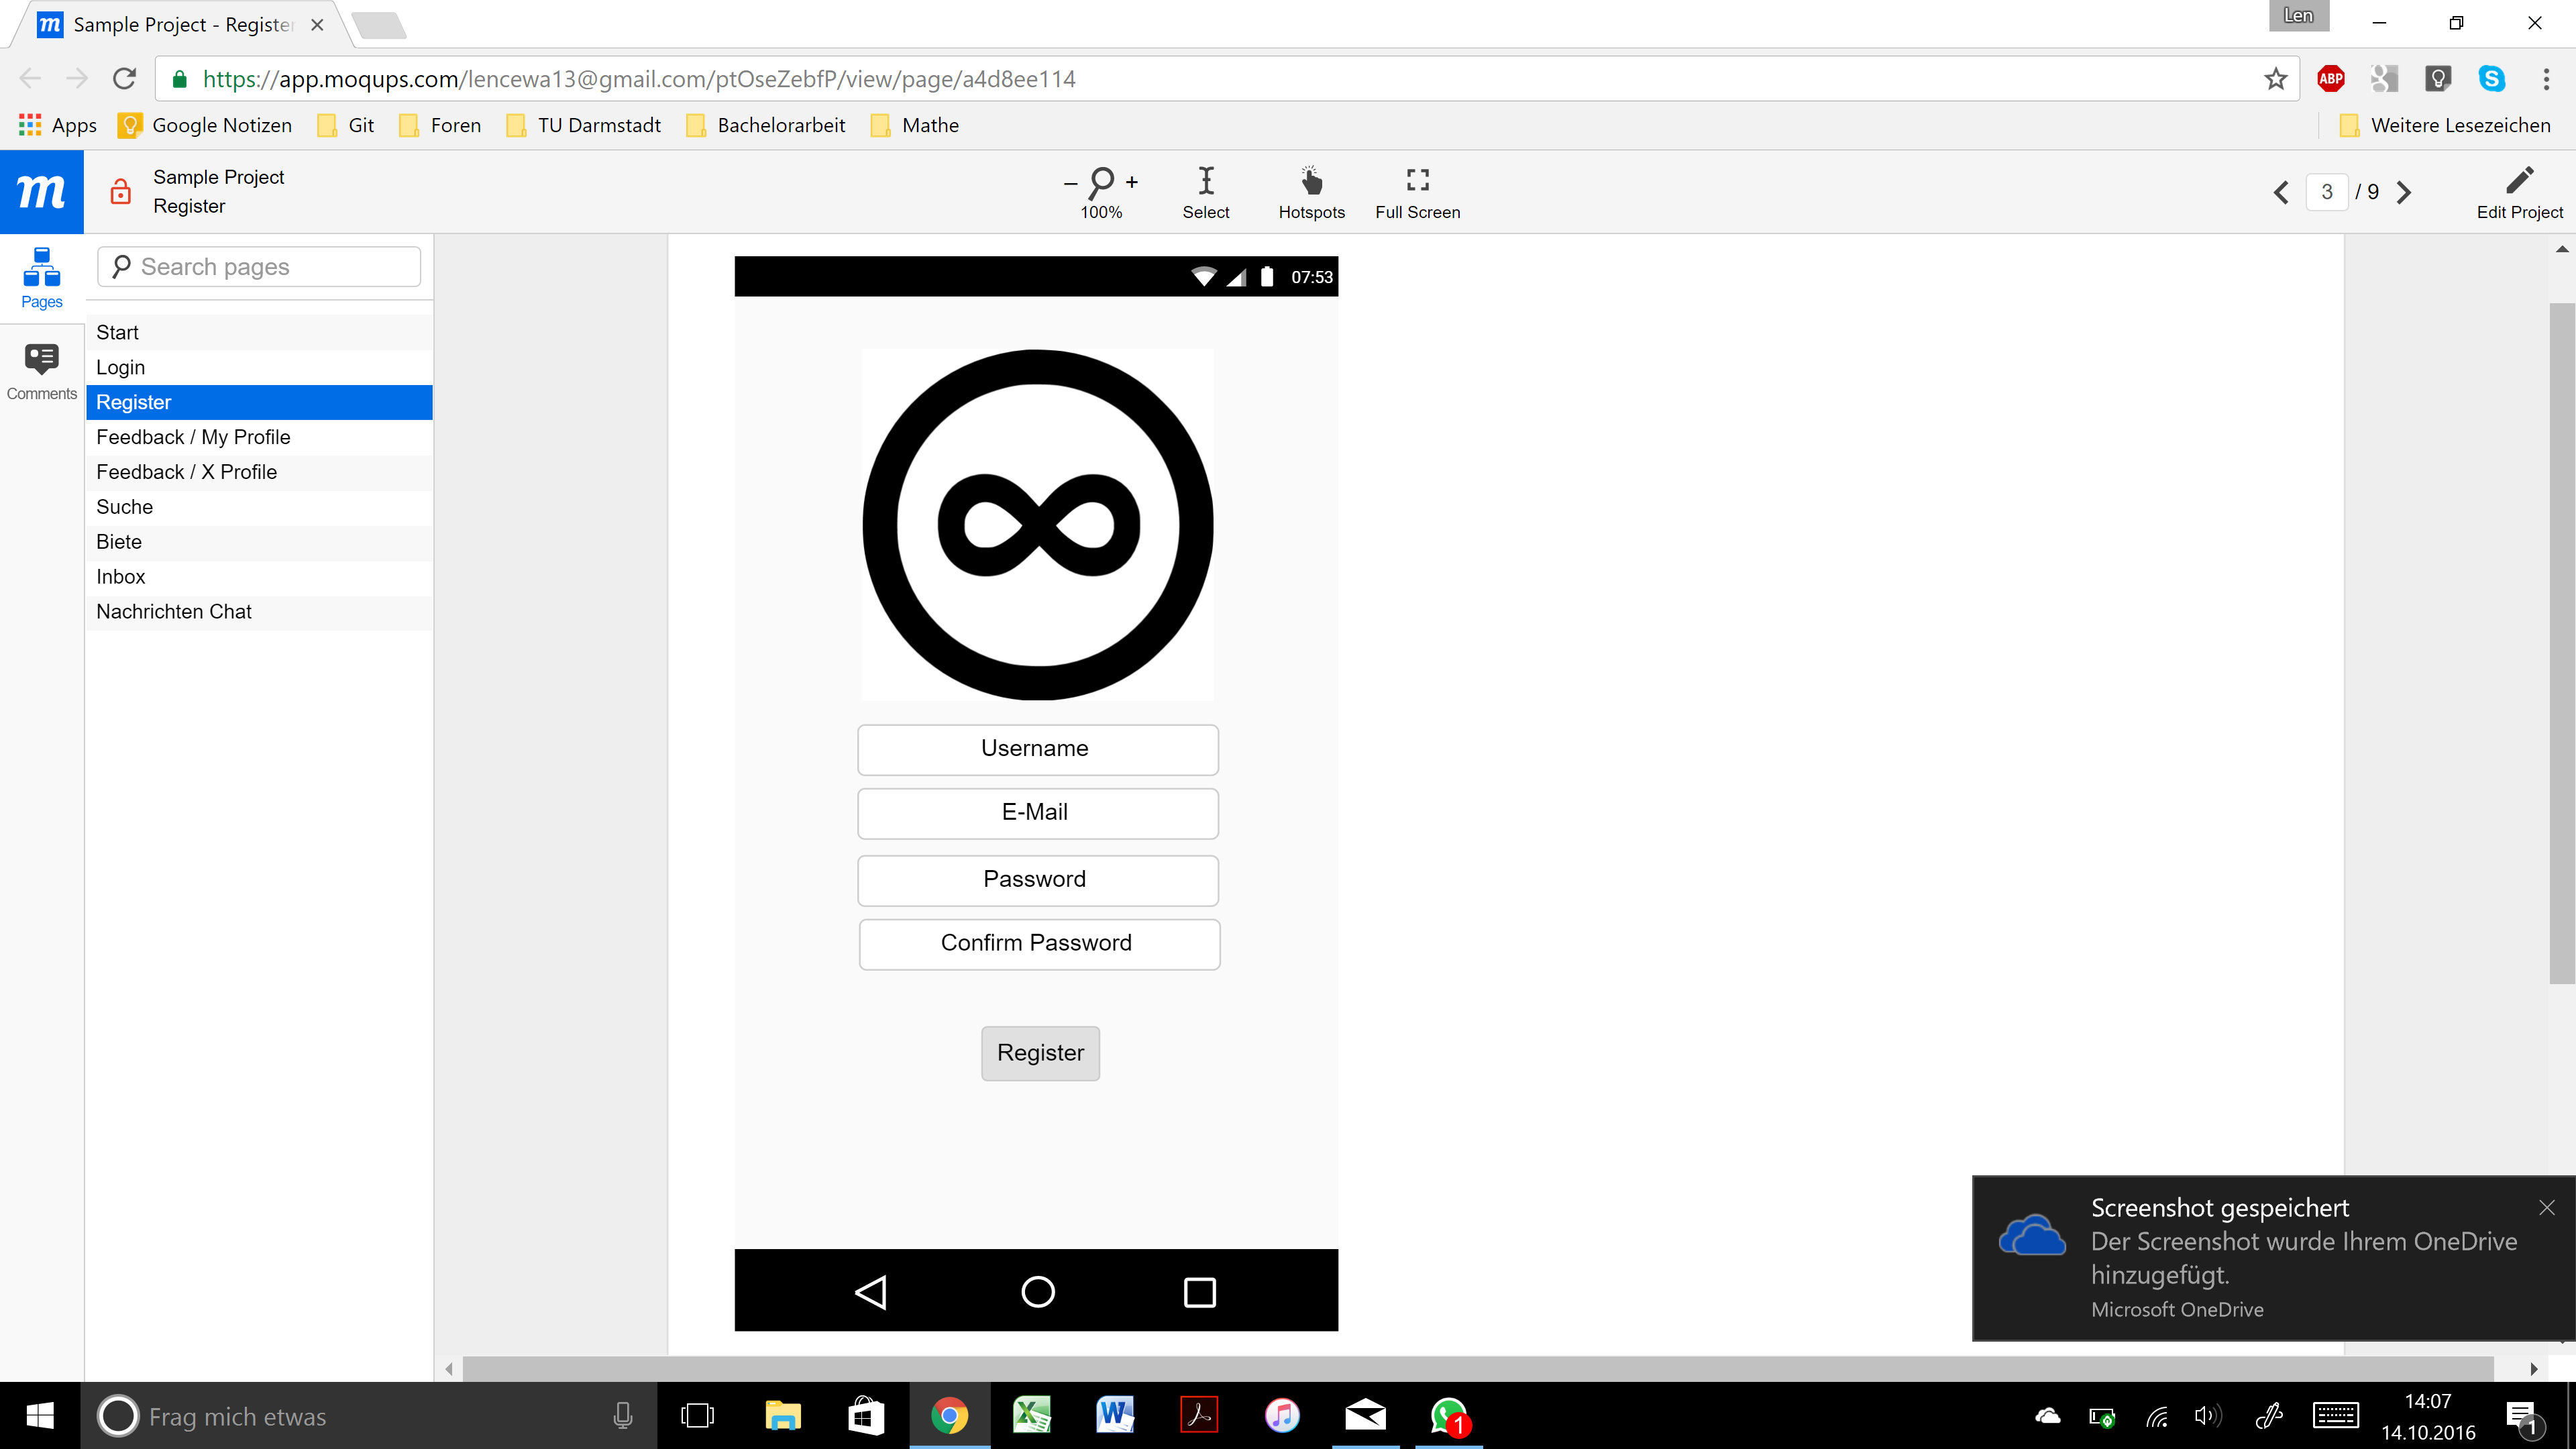 m Sample Project - Register
Len
https://app.moqups.com/lencewa13@gmail.com/ptOseZebfP/view/page/a4d8ee114
ABP
Apps
Google Notizen
Git
Foren
TU Darmstadt
Bachelorarbeit
Mathe
Weitere Lesezeichen
m
Sample Project
Register
100%
Select
Hotspots
Full Screen
3 / 9
Edit Project
Pages
Comments
Search pages
Start
Login
Register
Feedback / My Profile
Feedback / X Profile
Suche
Biete
Inbox
Nachrichten Chat
07:53
Username
E-Mail
Password
Confirm Password
Register
Screenshot gespeichert
Der Screenshot wurde Ihrem OneDrive
hinzugefügt.
Microsoft OneDrive
Frag mich etwas
1
14:07
14.10.2016
1